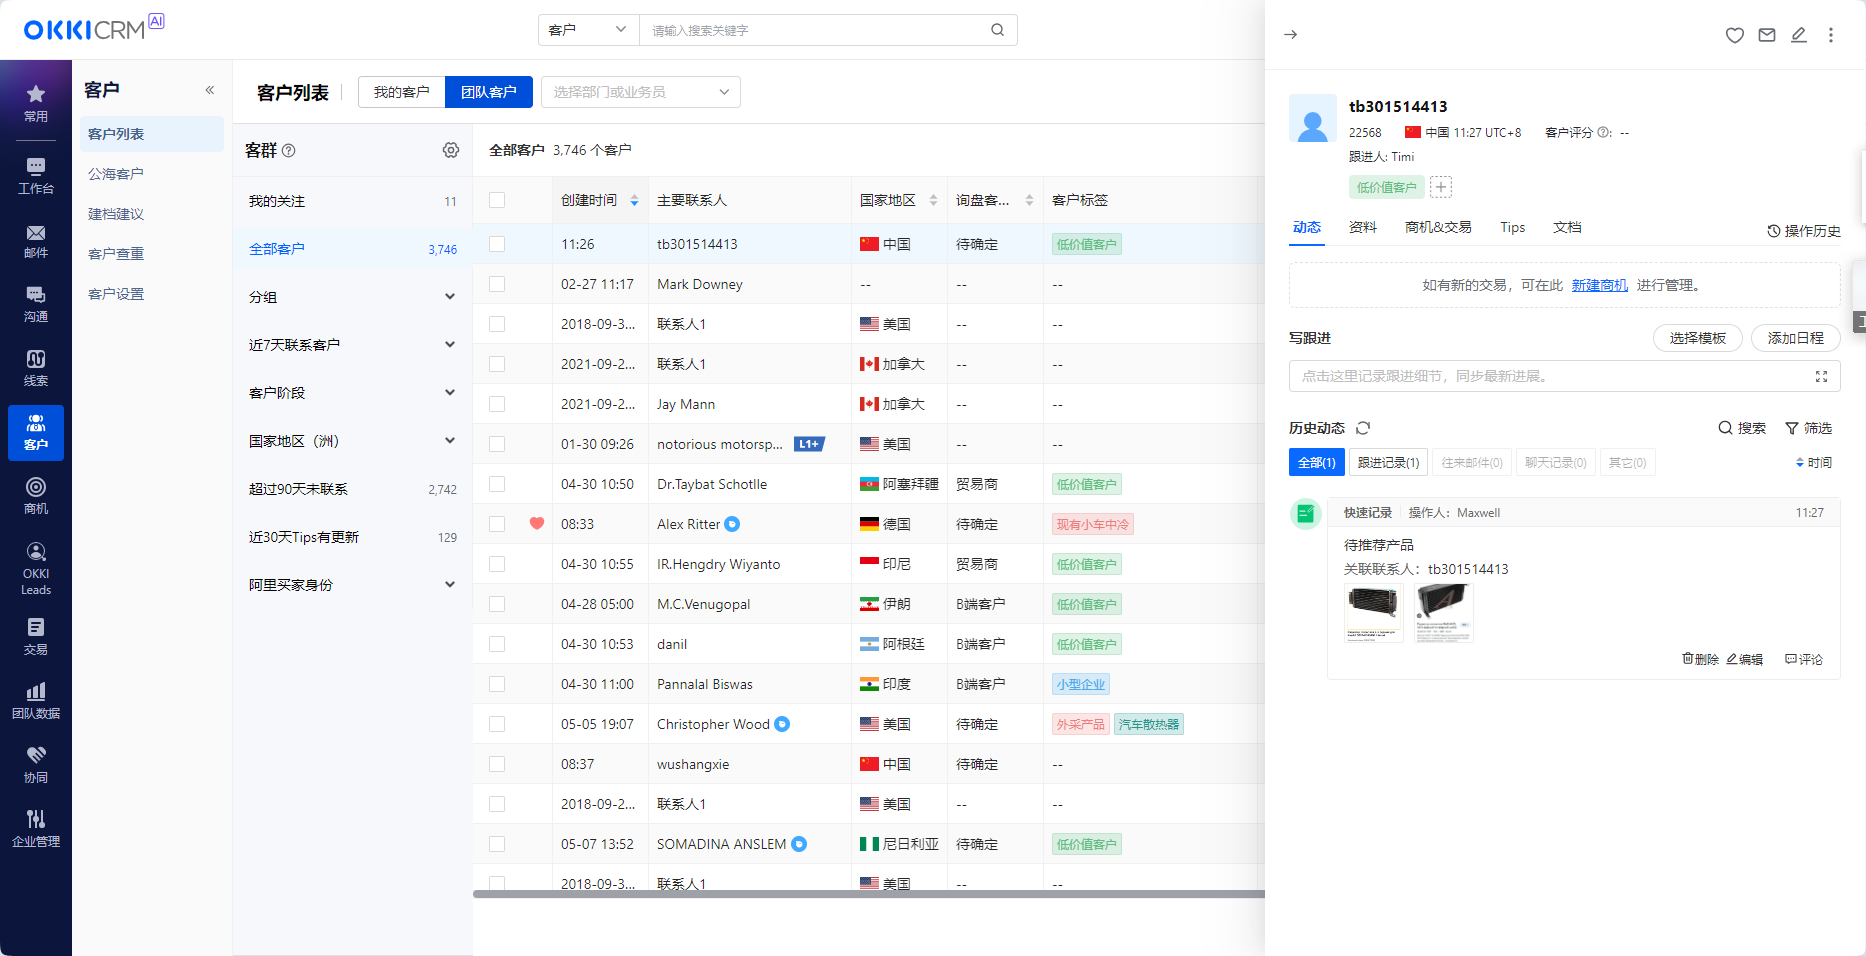 OKKICRM AI
客户
请输入搜索关键字
常用
工作台
邮件
沟通
线索
客户
商机
OKKI
Leads
交易
团队数据
协同
企业管理
客户
客户列表
公海客户
建档建议
客户查重
客户设置
客户列表
我的客户
团队客户
选择部门或业务员
客群
我的关注 11
全部客户 3,746
分组
近7天联系客户
客户阶段
国家地区（洲）
超过90天未联系 2,742
近30天Tips有更新 129
阿里买家身份
全部客户 3,746 个客户
创建时间 主要联系人 国家地区 询盘客... 客户标签
11:26 tb301514413 中国 待确定 低价值客户
02-27 11:17 Mark Downey -- -- --
2018-09-3... 联系人1 美国 -- --
2021-09-2... 联系人1 加拿大 -- --
2021-09-2... Jay Mann 加拿大 -- --
01-30 09:26 notorious motorsp... L1+ 美国 -- --
04-30 10:50 Dr.Taybat Schotlle 阿塞拜疆 贸易商 低价值客户
08:33 Alex Ritter 德国 待确定 现有小车中冷
04-30 10:55 IR.Hengdry Wiyanto 印尼 贸易商 低价值客户
04-28 05:00 M.C.Venugopal 伊朗 B端客户 低价值客户
04-30 10:53 danil 阿根廷 B端客户 低价值客户
04-30 11:00 Pannalal Biswas 印度 B端客户 小型企业
05-05 19:07 Christopher Wood 美国 待确定 外采产品 汽车散热器
08:37 wushangxie 中国 待确定 --
2018-09-2... 联系人1 美国 -- --
05-07 13:52 SOMADINA ANSLEM 尼日利亚 待确定 低价值客户
2018-09-3... 联系人1 美国 -- --
tb301514413
22568 中国 11:27 UTC+8 客户评分 : --
跟进人: Timi
低价值客户
动态 资料 商机&交易 Tips 文档 操作历史
如有新的交易，可在此 新建商机 进行管理。
写跟进 选择模板 添加日程
点击这里记录跟进细节，同步最新进展。
历史动态 搜索 筛选
全部(1) 跟进记录(1) 往来邮件(0) 聊天记录(0) 其它(0) 时间
快速记录 操作人: Maxwell 11:27
待推荐产品
关联联系人: tb301514413
删除 编辑 评论